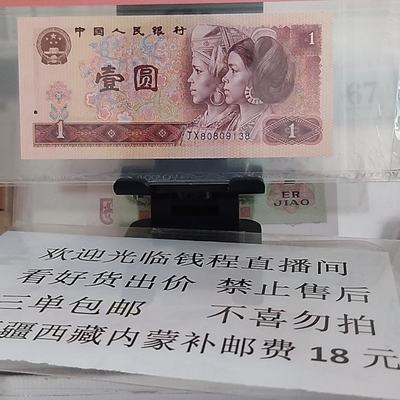 中国人民银行
1
壹圆
1
JX80809138
1
ER
JIAO
欢迎光临钱程直播间
看好货出价 禁止售后
三单包邮 不喜勿拍
疆西藏内蒙补邮费 18 元